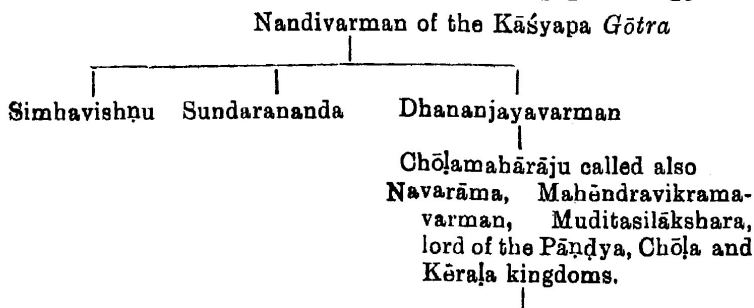 Nandivarman of the Kāśyapa Gōtra
Simhavishṇu Sundarananda Dhananjayavarman
Chōḷamahārāju called also
Navarāma, Mahēndravikrama-
varman, Muditasilākshara,
lord of the Pāṇḍya, Chōḷa and
Kēraḷa kingdoms.